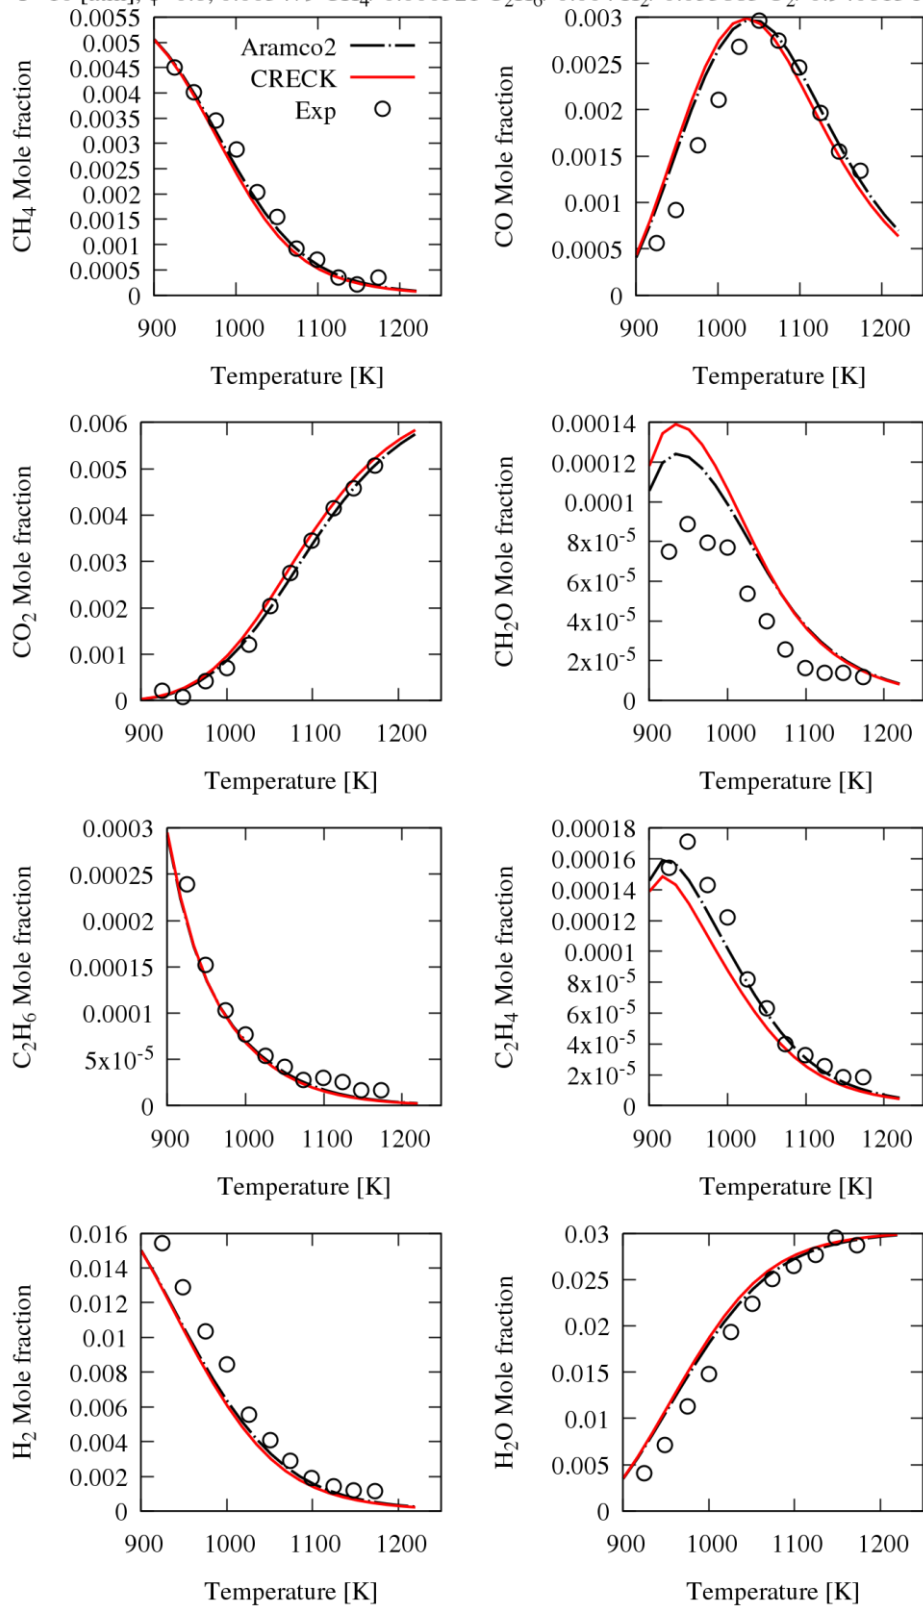 0.0055
0.005
0.0045
0.004
0.0035
0.003
0.0025
0.002
0.0015
0.001
0.0005
0
900 1000 1100 1200
CH4 Mole fraction
Temperature [K]
Aramco2
CRECK
Exp
0.003
0.0025
0.002
0.0015
0.001
0.0005
0
900 1000 1100 1200
CO Mole fraction
Temperature [K]
0.006
0.005
0.004
0.003
0.002
0.001
0
900 1000 1100 1200
CO2 Mole fraction
Temperature [K]
0.00014
0.00012
0.0001
8x10-5
6x10-5
4x10-5
2x10-5
0
900 1000 1100 1200
CH2O Mole fraction
Temperature [K]
0.0003
0.00025
0.0002
0.00015
0.0001
5x10-5
0
900 1000 1100 1200
C2H6 Mole fraction
Temperature [K]
0.00018
0.00016
0.00014
0.00012
0.0001
8x10-5
6x10-5
4x10-5
2x10-5
0
900 1000 1100 1200
C2H4 Mole fraction
Temperature [K]
0.016
0.014
0.012
0.01
0.008
0.006
0.004
0.002
0
900 1000 1100 1200
H2 Mole fraction
Temperature [K]
0.03
0.025
0.02
0.015
0.01
0.005
0
900 1000 1100 1200
H2O Mole fraction
Temperature [K]